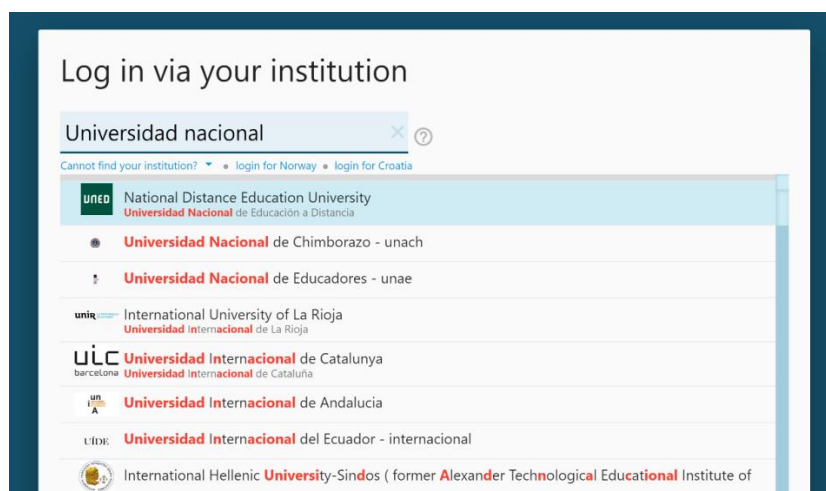 Log in via your institution
Universidad nacional
Cannot find your institution? • login for Norway • login for Croatia
UNED National Distance Education University
Universidad Nacional de Educación a Distancia
Universidad Nacional de Chimborazo - unach
Universidad Nacional de Educadores - unae
unir International University of La Rioja
Universidad Internacional de La Rioja
UIC Universidad Internacional de Catalunya
barcelona Universidad Internacional de Cataluña
un
i
A Universidad Internacional de Andalucia
UIDE Universidad Internacional del Ecuador - internacional
International Hellenic University-Sindos ( former Alexander Technological Educational Institute of